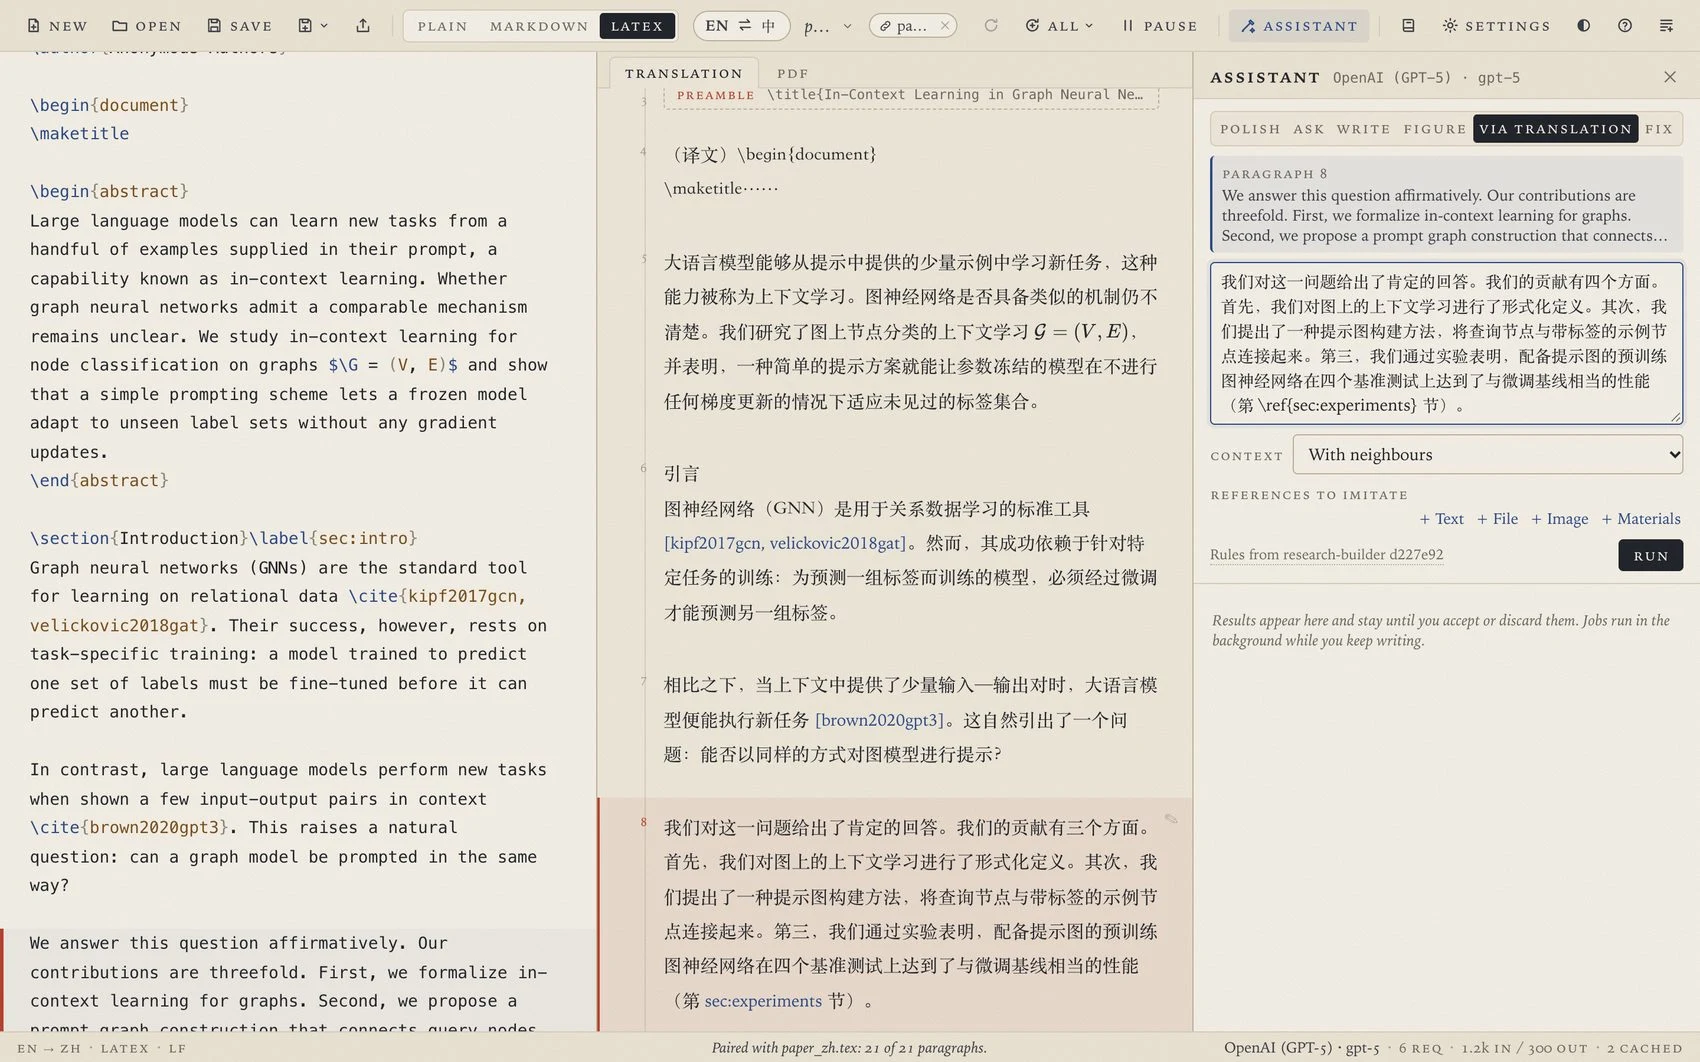 NEW OPEN SAVE PLAIN MARKDOWN LATEX EN ⇌ 中 p... pa... × ALL PAUSE ASSISTANT SETTINGS
\begin{document}
\maketitle
\begin{abstract}
Large language models can learn new tasks from a
handful of examples supplied in their prompt, a
capability known as in-context learning. Whether
graph neural networks admit a comparable mechanism
remains unclear. We study in-context learning for
node classification on graphs $\G = (V, E)$ and show
that a simple prompting scheme lets a frozen model
adapt to unseen label sets without any gradient
updates.
\end{abstract}
\section{Introduction}\label{sec:intro}
Graph neural networks (GNNs) are the standard tool
for learning on relational data \cite{kipf2017gcn,
velickovic2018gat}. Their success, however, rests on
task-specific training: a model trained to predict
one set of labels must be fine-tuned before it can
predict another.
In contrast, large language models perform new tasks
when shown a few input-output pairs in context
\cite{brown2020gpt3}. This raises a natural
question: can a graph model be prompted in the same
way?
We answer this question affirmatively. Our
contributions are threefold. First, we formalize in-
context learning for graphs. Second, we propose a
prompt graph construction that connects query nodes
TRANSLATION PDF
3 PREAMBLE \title{In-Context Learning in Graph Neural Ne…
4 （译文）\begin{document}
\maketitle……
5 大语言模型能够从提示中提供的少量示例中学习新任务，这种
能力被称为上下文学习。图神经网络是否具备类似的机制仍不
清楚。我们研究了图上节点分类的上下文学习 𝒢 = (V, E)，
并表明，一种简单的提示方案就能让参数冻结的模型在不进行
任何梯度更新的情况下适应未见过的标签集合。
6 引言
图神经网络（GNN）是用于关系数据学习的标准工具
[kipf2017gcn, velickovic2018gat]。然而，其成功依赖于针对特
定任务的训练：为预测一组标签而训练的模型，必须经过微调
才能预测另一组标签。
7 相比之下，当上下文中提供了少量输入—输出对时，大语言模
型便能执行新任务 [brown2020gpt3]。这自然引出了一个问
题：能否以同样的方式对图模型进行提示？
8 我们对这一问题给出了肯定的回答。我们的贡献有三个方面。
首先，我们对图上的上下文学习进行了形式化定义。其次，我
们提出了一种提示图构建方法，将查询节点与带标签的示例节
点连接起来。第三，我们通过实验表明，配备提示图的预训练
图神经网络在四个基准测试上达到了与微调基线相当的性能
（第 sec:experiments 节）。
ASSISTANT OpenAI (GPT-5) · gpt-5 ×
POLISH ASK WRITE FIGURE VIA TRANSLATION FIX
PARAGRAPH 8
We answer this question affirmatively. Our contributions are
threefold. First, we formalize in-context learning for graphs.
Second, we propose a prompt graph construction that connects…
我们对这一问题给出了肯定的回答。我们的贡献有四个方面。
首先，我们对图上的上下文学习进行了形式化定义。其次，我
们提出了一种提示图构建方法，将查询节点与带标签的示例节
点连接起来。第三，我们通过实验表明，配备提示图的预训练
图神经网络在四个基准测试上达到了与微调基线相当的性能
（第 \ref{sec:experiments} 节）。
CONTEXT With neighbours
REFERENCES TO IMITATE
+ Text + File + Image + Materials
Rules from research-builder d227e92 RUN
Results appear here and stay until you accept or discard them. Jobs run in the
background while you keep writing.
EN → ZH · LATEX · LF Paired with paper_zh.tex: 21 of 21 paragraphs. OpenAI (GPT-5) · gpt-5 · 6 REQ · 1.2k IN / 300 OUT · 2 CACHED